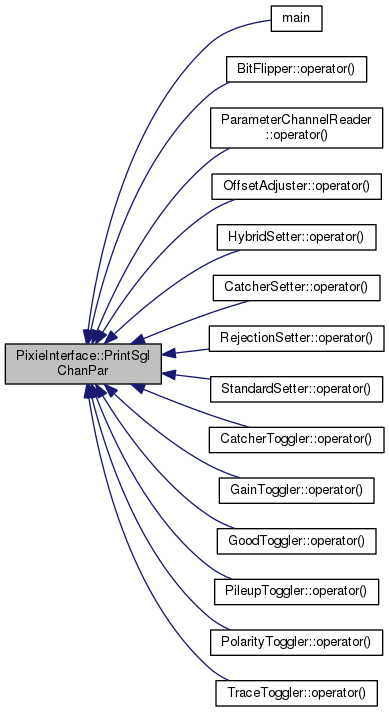 main
BitFlipper::operator()
ParameterChannelReader
::operator()
OffsetAdjuster::operator()
HybridSetter::operator()
CatcherSetter::operator()
RejectionSetter::operator()
PixieInterface::PrintSgl
ChanPar
StandardSetter::operator()
CatcherToggler::operator()
GainToggler::operator()
GoodToggler::operator()
PileupToggler::operator()
PolarityToggler::operator()
TraceToggler::operator()